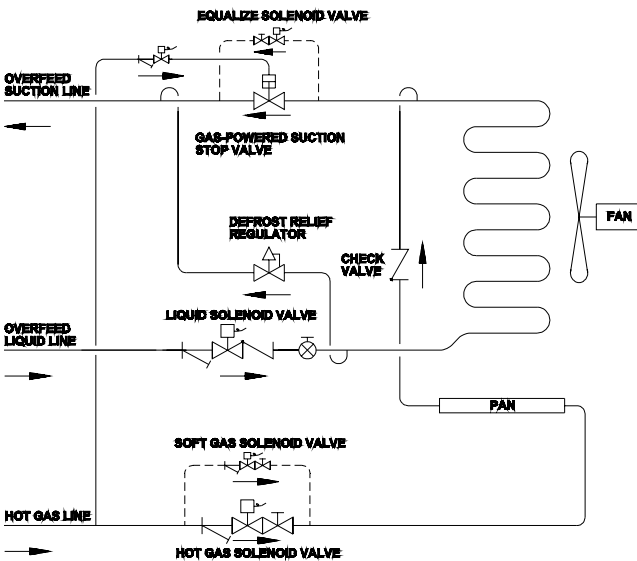 EQUALIZE SOLENOID VALVE
OVERFEED
SUCTION LINE
GAS-POWERED SUCTION
STOP VALVE
FAN
DEFROST RELIEF
REGULATOR
CHECK
VALVE
LIQUID SOLENOID VALVE
OVERFEED
LIQUID LINE
PAN
SOFT GAS SOLENOID VALVE
HOT GAS LINE
HOT GAS SOLENOID VALVE